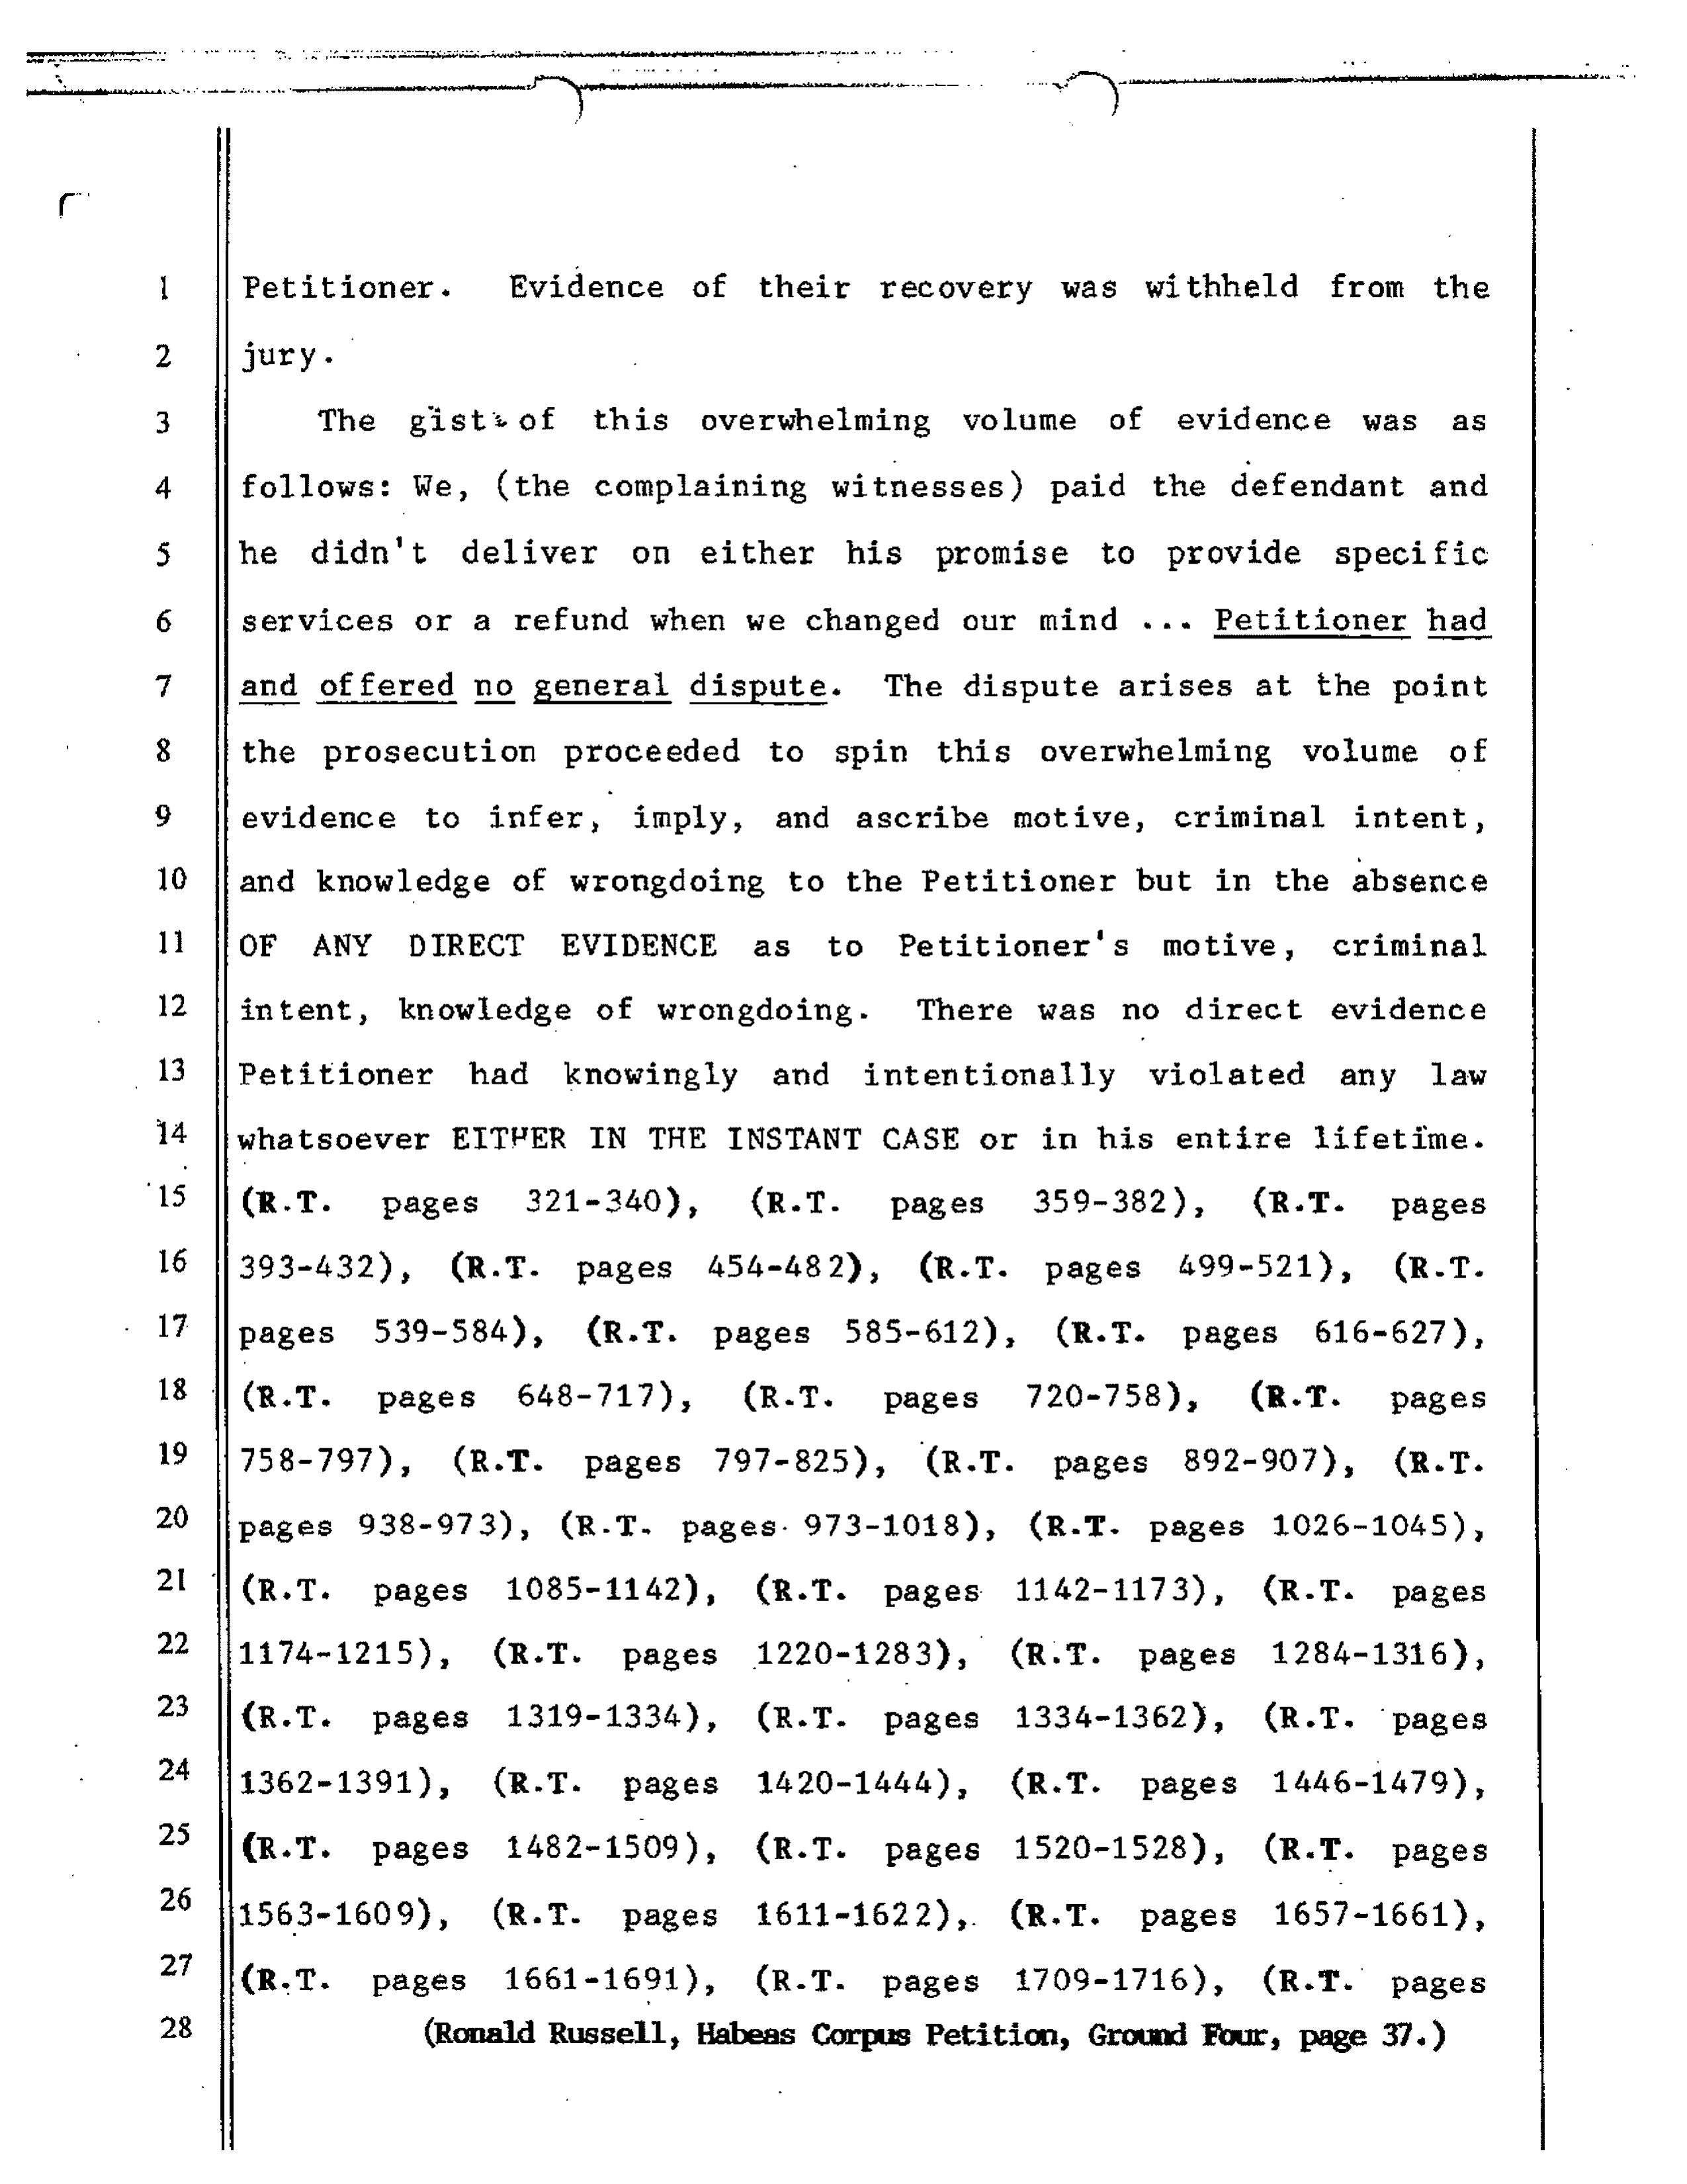 1 Petitioner. Evidence of their recovery was withheld from the
2 jury.
3 The gist of this overwhelming volume of evidence was as
4 follows: We, (the complaining witnesses) paid the defendant and
5 he didn't deliver on either his promise to provide specific
6 services or a refund when we changed our mind ... Petitioner had
7 and offered no general dispute. The dispute arises at the point
8 the prosecution proceeded to spin this overwhelming volume of
9 evidence to infer, imply, and ascribe motive, criminal intent,
10 and knowledge of wrongdoing to the Petitioner but in the absence
11 OF ANY DIRECT EVIDENCE as to Petitioner's motive, criminal
12 intent, knowledge of wrongdoing. There was no direct evidence
13 Petitioner had knowingly and intentionally violated any law
14 whatsoever EITHER IN THE INSTANT CASE or in his entire lifetime.
15 (R.T. pages 321-340), (R.T. pages 359-382), (R.T. pages
16 393-432), (R.T. pages 454-482), (R.T. pages 499-521), (R.T.
17 pages 539-584), (R.T. pages 585-612), (R.T. pages 616-627),
18 (R.T. pages 648-717), (R.T. pages 720-758), (R.T. pages
19 758-797), (R.T. pages 797-825), (R.T. pages 892-907), (R.T.
20 pages 938-973), (R.T. pages 973-1018), (R.T. pages 1026-1045),
21 (R.T. pages 1085-1142), (R.T. pages 1142-1173), (R.T. pages
22 1174-1215), (R.T. pages 1220-1283), (R.T. pages 1284-1316),
23 (R.T. pages 1319-1334), (R.T. pages 1334-1362), (R.T. pages
24 1362-1391), (R.T. pages 1420-1444), (R.T. pages 1446-1479),
25 (R.T. pages 1482-1509), (R.T. pages 1520-1528), (R.T. pages
26 1563-1609), (R.T. pages 1611-1622), (R.T. pages 1657-1661),
27 (R.T. pages 1661-1691), (R.T. pages 1709-1716), (R.T. pages
28 (Ronald Russell, Habeas Corpus Petition, Ground Four, page 37.)